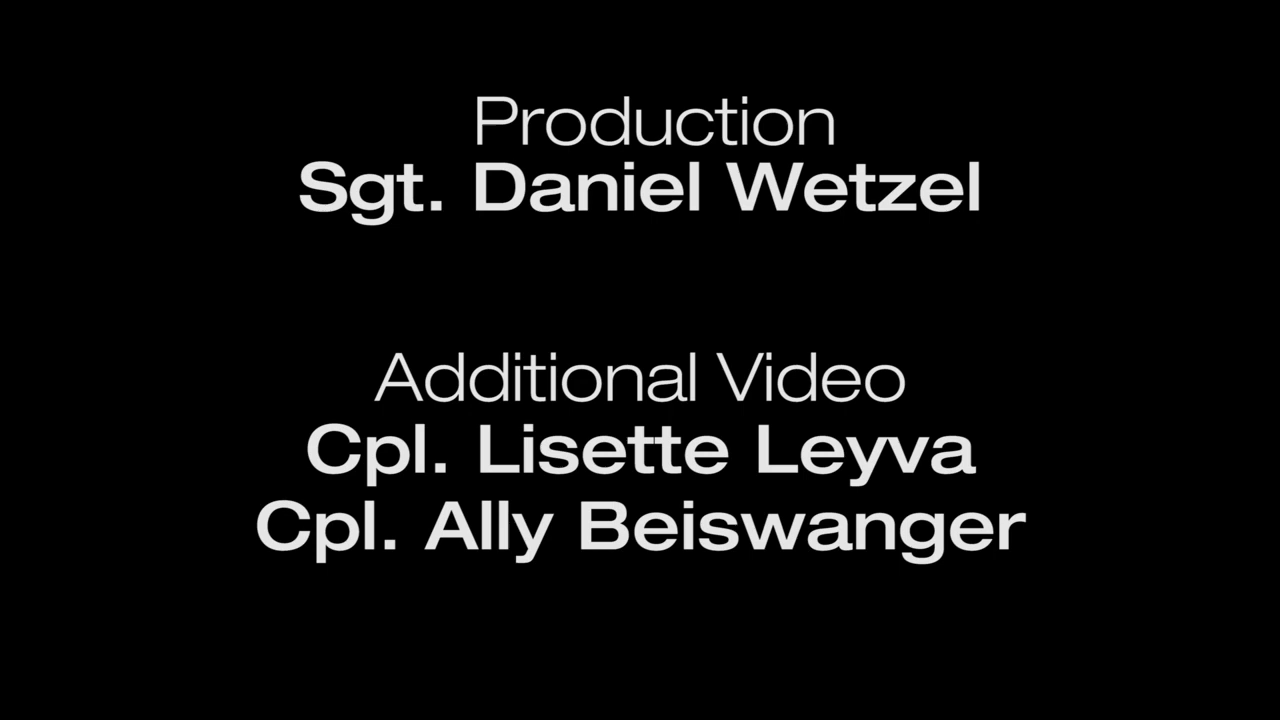 Production
Sgt. Daniel Wetzel
Additional Video
Cpl. Lisette Leyva
Cpl. Ally Beiswanger